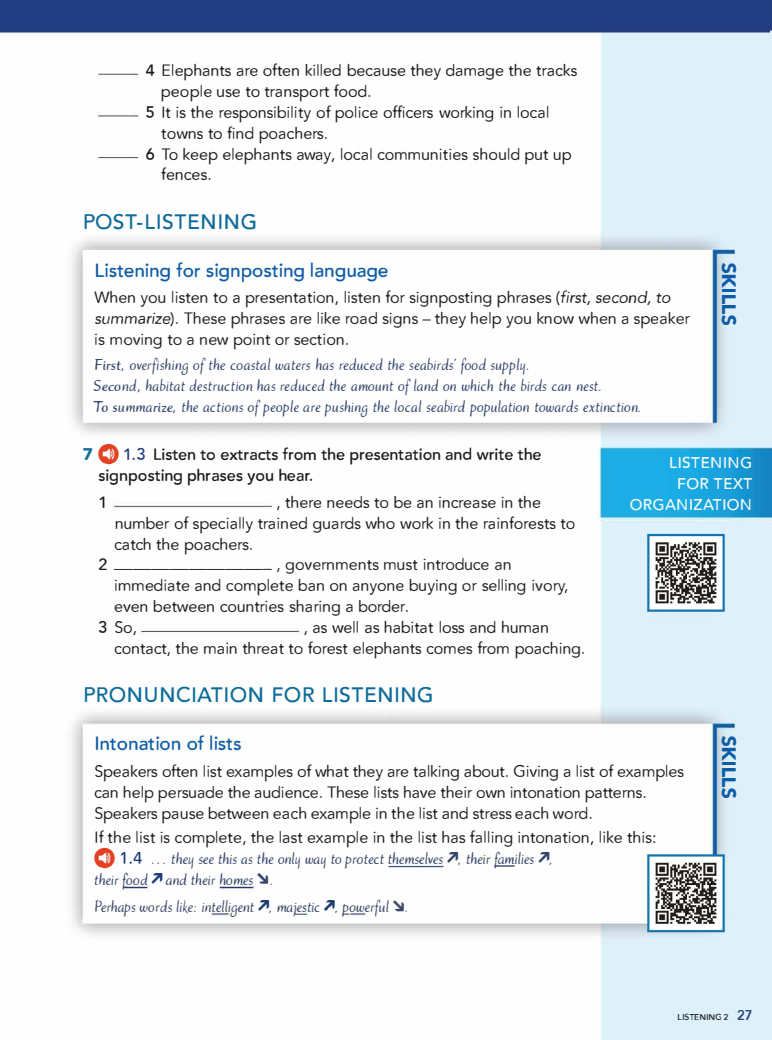 _____ 4 Elephants are often killed because they damage the tracks
people use to transport food.
_____ 5 It is the responsibility of police officers working in local
towns to find poachers.
_____ 6 To keep elephants away, local communities should put up
fences.
POST-LISTENING
Listening for signposting language
When you listen to a presentation, listen for signposting phrases (first, second, to
summarize). These phrases are like road signs – they help you know when a speaker
is moving to a new point or section.
First, overfishing of the coastal waters has reduced the seabirds' food supply.
Second, habitat destruction has reduced the amount of land on which the birds can nest.
To summarize, the actions of people are pushing the local seabird population towards extinction.
SKILLS
7 1.3 Listen to extracts from the presentation and write the
signposting phrases you hear.
1 ____________________ , there needs to be an increase in the
number of specially trained guards who work in the rainforests to
catch the poachers.
2 ____________________ , governments must introduce an
immediate and complete ban on anyone buying or selling ivory,
even between countries sharing a border.
3 So, ____________________ , as well as habitat loss and human
contact, the main threat to forest elephants comes from poaching.
LISTENING
FOR TEXT
ORGANIZATION
PRONUNCIATION FOR LISTENING
Intonation of lists
Speakers often list examples of what they are talking about. Giving a list of examples
can help persuade the audience. These lists have their own intonation patterns.
Speakers pause between each example in the list and stress each word.
If the list is complete, the last example in the list has falling intonation, like this:
1.4 ... they see this as the only way to protect themselves ↗, their families ↗,
their food ↗ and their homes ↘.
Perhaps words like: intelligent ↗, majestic ↗, powerful ↘.
SKILLS
LISTENING 2 27